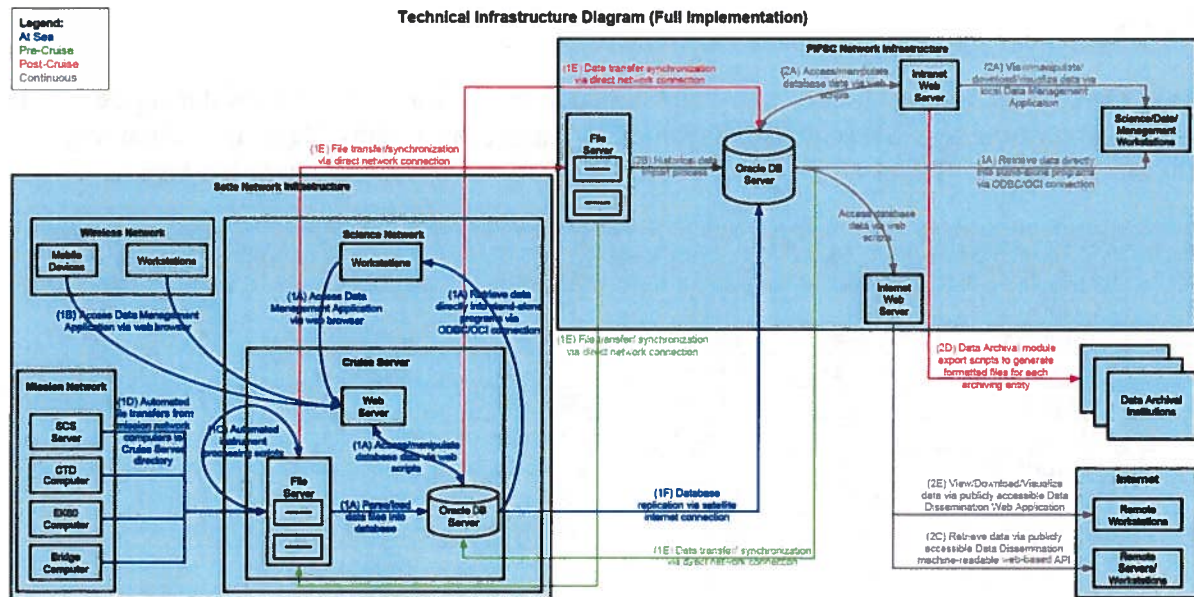 Technical Infrastructure Diagram (Full Implementation)
Legend:
At Sea
Pre-Cruise
Post-Cruise
Continuous
PIFSC Network Infrastructure
(1E) Data transfer synchronization
via direct network connection
(2A) Access/manipulate
database data via web
scripts
Intranet
Web
Server
(2A) View/manipulate/
download/visualize data via
local Data Management
Application
Science/Data/
Management
Workstations
File
Server
(2B) Historical data
import process
Oracle DB
Server
(1A) Retrieve data directly
into stand-alone programs
via ODBC/OCI connection
Access database
data via web
scripts
Internet
Web
Server
(1E) File transfer/synchronization
via direct network connection
Sette Network Infrastructure
Wireless Network
Mobile
Devices
Workstations
Science Network
Workstations
(1B) Access Data Management
Application via web browser
(1A) Access Data
Management Application
via web browser
(1A) Retrieve data
directly into stand-alone
programs via
ODBC/OCI connection
(1E) File transfer/ synchronization
via direct network connection
Cruise Server
Web
Server
Mission Network
SCS
Server
CTD
Computer
EK60
Computer
Bridge
Computer
(1D) Automated
file transfers from
mission network
computers to
Cruise Server
directory
(1C) Automated
instrument
processing scripts
(1A) Access/manipulate
database data via web
scripts
File
Server
(1A) Parse/load
data files into
database
Oracle DB
Server
(1F) Database
replication via satellite
internet connection
(1E) Data transfer/ synchronization
via direct network connection
(2D) Data Archival module
export scripts to generate
formatted files for each
archiving entity
Data Archival
Institutions
(2E) View/Download/Visualize
data via publicly accessible Data
Dissemination Web Application
(2C) Retrieve data via publicly
accessible Data Dissemination
machine-readable web-based API
Internet
Remote
Workstations
Remote
Servers/
Workstations